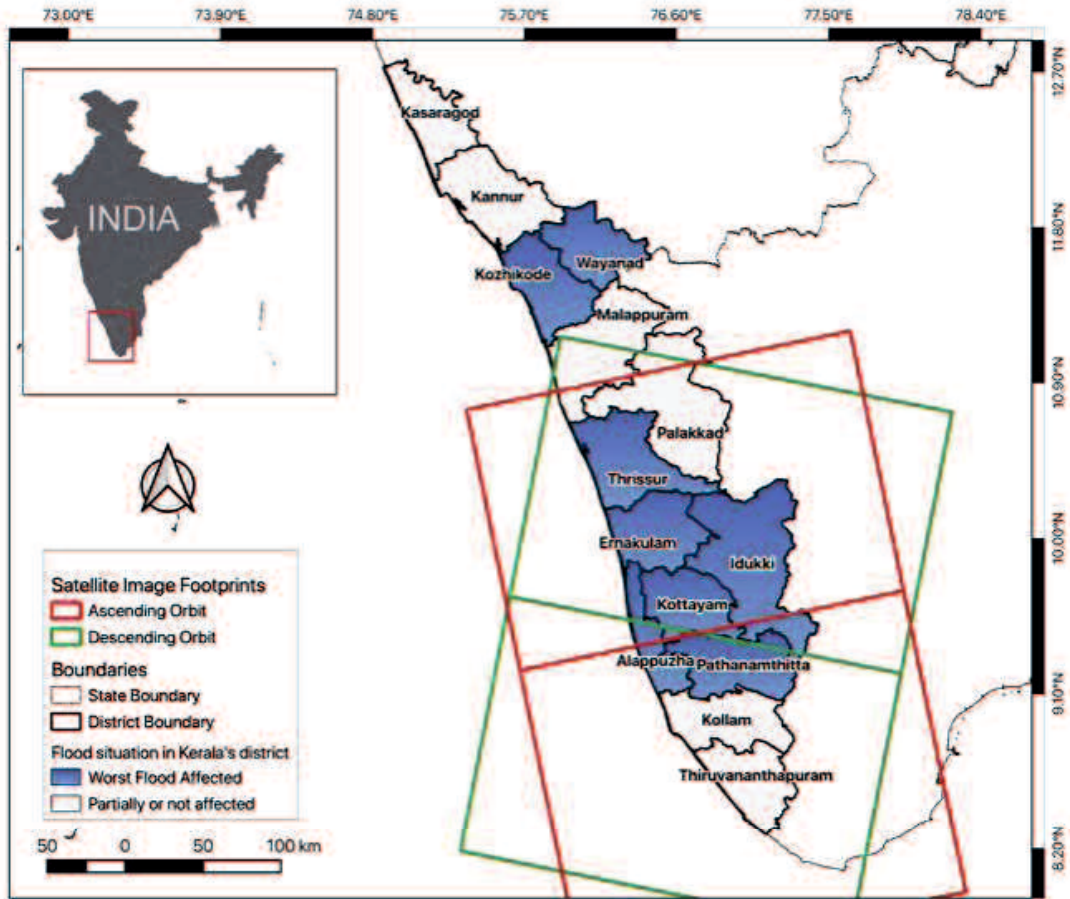 73.00°E 73.90°E 74.80°E 75.70°E 76.60°E 77.50°E 78.40°E
12.70°N
11.80°N
10.90°N
10.00°N
9.10°N
8.20°N
INDIA
Kasaragod
Kannur
Wayanad
Kozhikode
Malappuram
Palakkad
Thrissur
Ernakulam
Idukki
Kottayam
Alappuzha Pathanamthitta
Kollam
Thiruvananthapuram
Satellite Image Footprints
Ascending Orbit
Descending Orbit
Boundaries
State Boundary
District Boundary
Flood situation in Kerala's district
Worst Flood Affected
Partially or not affected
50 0 50 100 km